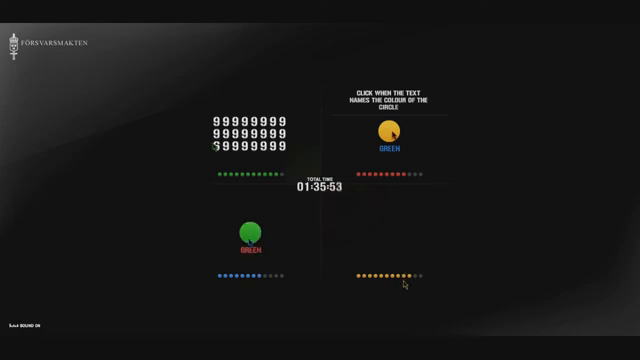 FÖRSVARSMAKTEN
CLICK WHEN THE TEXT
NAMES THE COLOUR OF THE
CIRCLE
99999999
99999999
S9999999
GREEN
TOTAL TIME
01:35:53
GREEN
SOUND ON